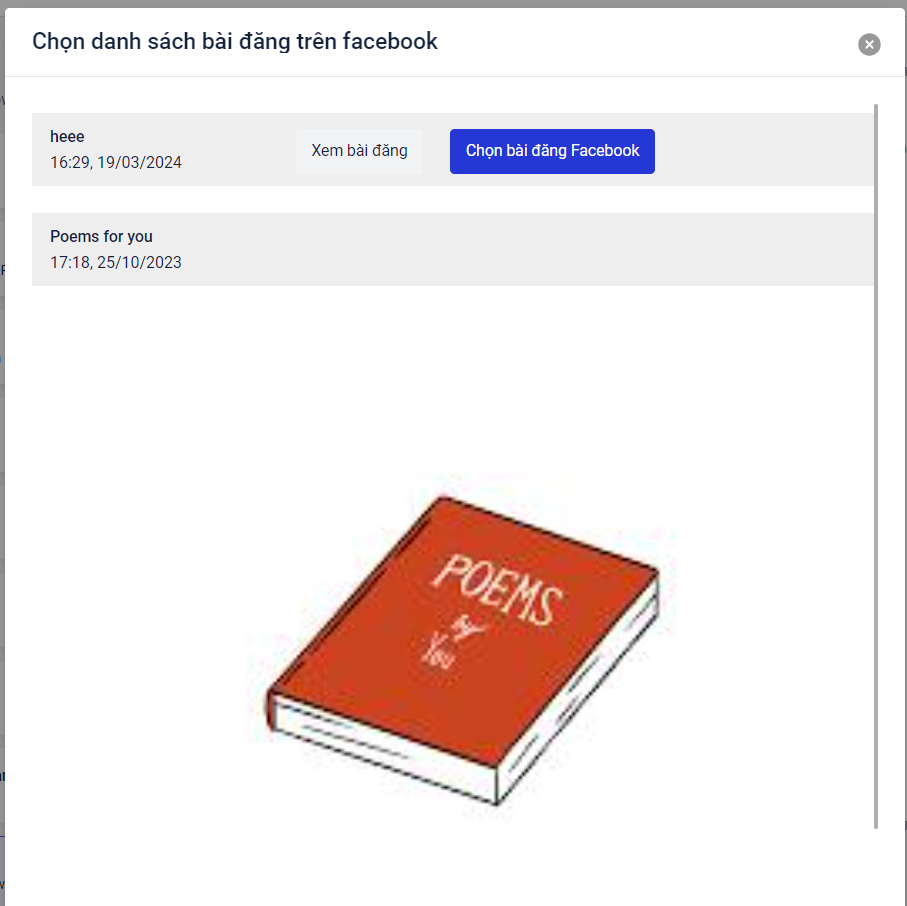 Chọn danh sách bài đăng trên facebook
heee
16:29, 19/03/2024
Xem bài đăng
Chọn bài đăng Facebook
Poems for you
17:18, 25/10/2023
POEMS
by
You